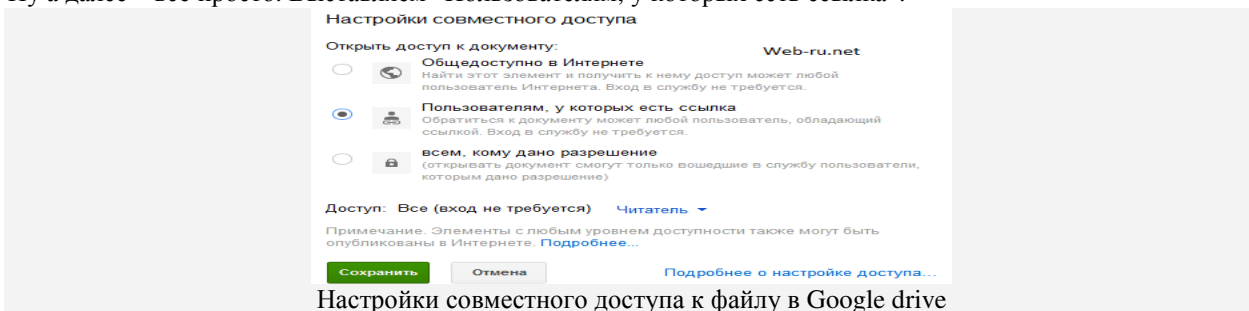 Настройки совместного доступа
Открыть доступ к документу:
Web-ru.net
Общедоступно в Интернете
Найти этот элемент и получить к нему доступ может любой
пользователь Интернета. Вход в службу не требуется.
Пользователям, у которых есть ссылка
Обратиться к документу может любой пользователь, обладающий
ссылкой. Вход в службу не требуется.
всем, кому дано разрешение
(открывать документ смогут только вошедшие в службу пользователи,
которым дано разрешение)
Доступ: Все (вход не требуется) Читатель
Примечание. Элементы с любым уровнем доступности также могут быть
опубликованы в Интернете. Подробнее...
Сохранить Отмена Подробнее о настройке доступа...
Настройки совместного доступа к файлу в Google drive